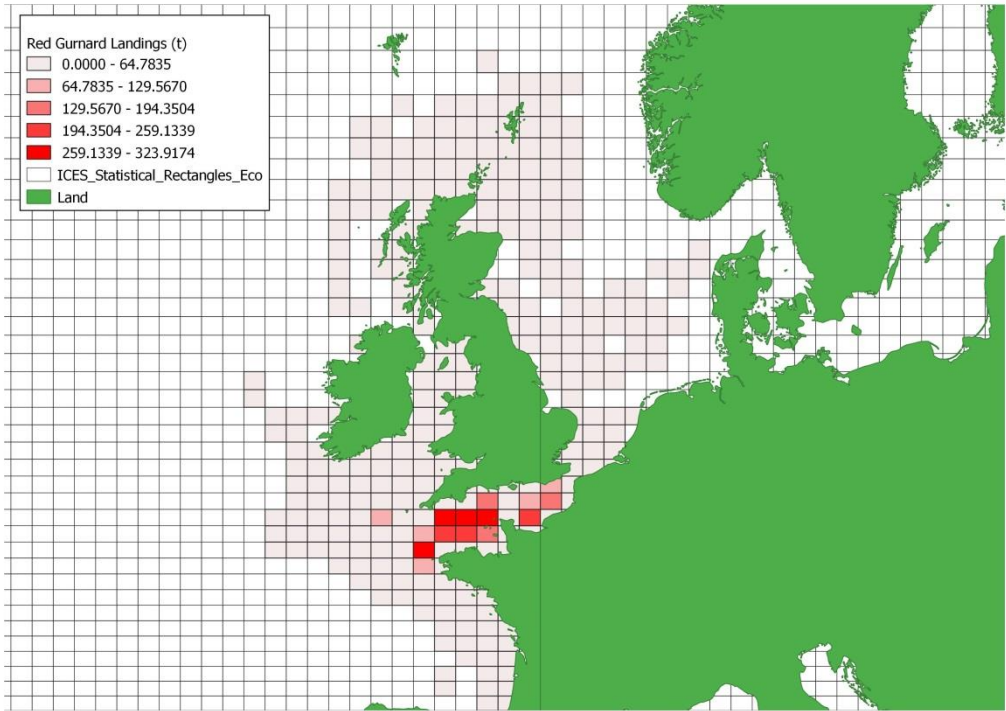 Red Gurnard Landings (t)
0.0000 - 64.7835
64.7835 - 129.5670
129.5670 - 194.3504
194.3504 - 259.1339
259.1339 - 323.9174
ICES_Statistical_Rectangles_Eco
Land